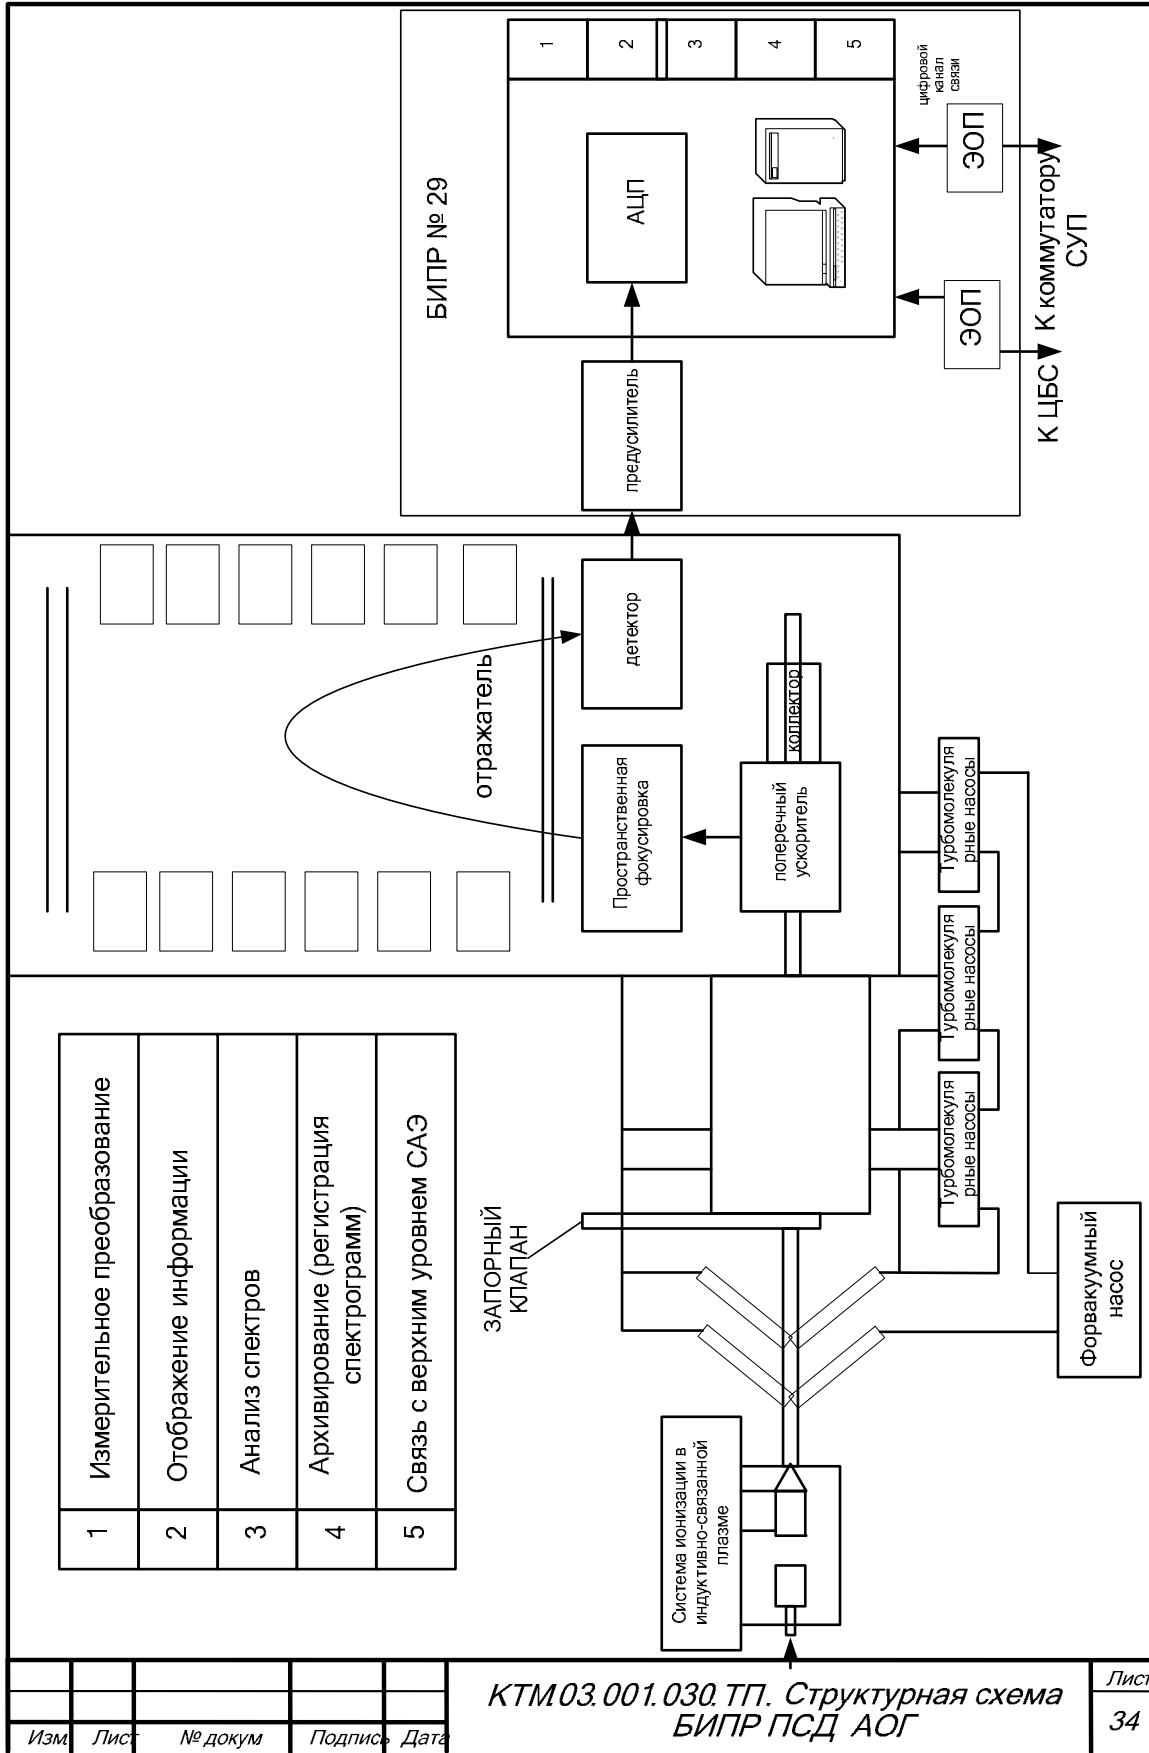 1
2
3
4
5
цифровой
канал
связи
БИПР № 29
АЦП
ЭОП
ЭОП
К коммутатору
СУП
К ЦБС
предусилитель
детектор
отражатель
коллектор
Пространственная
фокусировка
поперечный
ускоритель
Турбомолекуля
рные насосы
Турбомолекуля
рные насосы
Турбомолекуля
рные насосы
Форвакуумный
насос
ЗАПОРНЫЙ
КЛАПАН
Система ионизации в
индуктивно-связанной
плазме
1 Измерительное преобразование
2 Отображение информации
3 Анализ спектров
4 Архивирование (регистрация
спектрограмм)
5 Связь с верхним уровнем САЭ
КТМ.03.001.030.ТП. Структурная схема
БИПР ПСД АОГ
Лист
34
Изм Лист № докум Подпись Дата